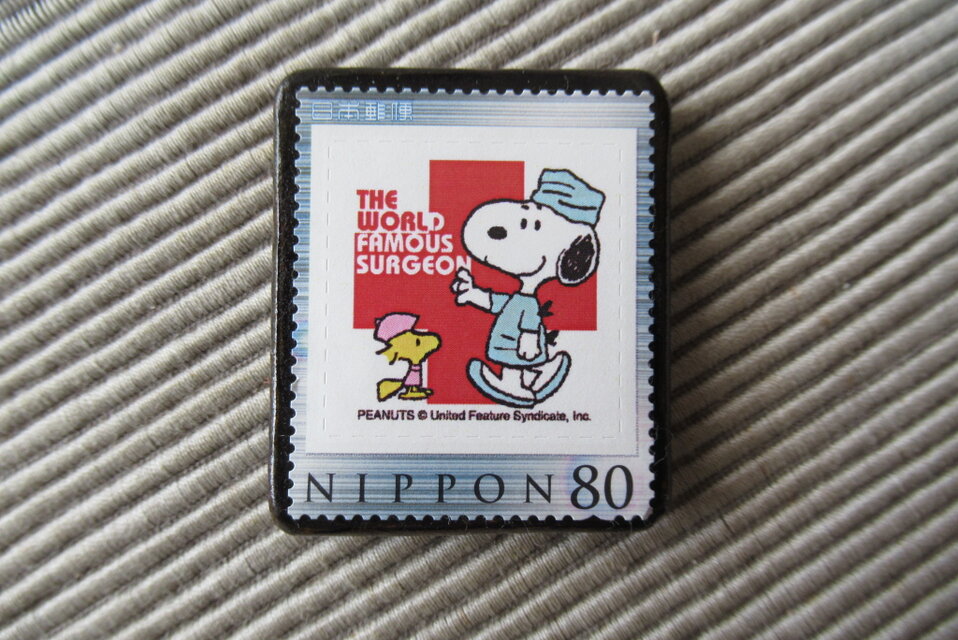 日本郵便
THE
WORLD
FAMOUS
SURGEON
PEANUTS © United Feature Syndicate, Inc.
NIPPON 80